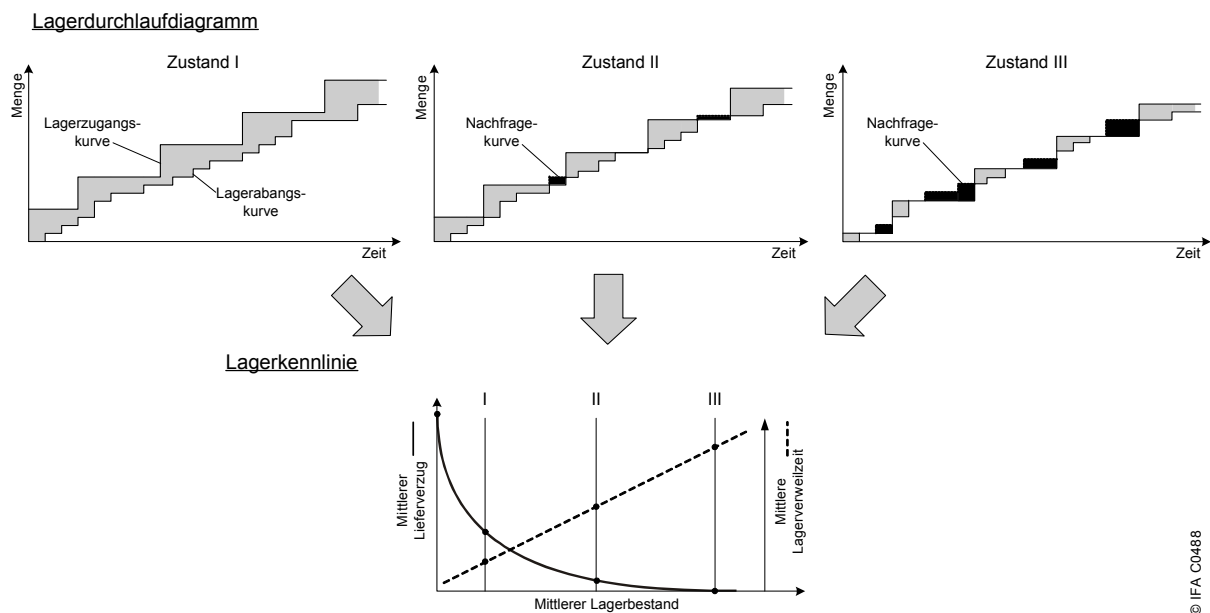 Lagerdurchlaufdiagramm
Zustand I
Menge
Lagerzugangs-
kurve
Lagerabangs-
kurve
Zeit
Zustand II
Menge
Nachfrage-
kurve
Zeit
Zustand III
Menge
Nachfrage-
kurve
Zeit
Lagerkennlinie
I
II
III
Mittlerer
Lieferverzug
Mittlere
Lagerverweilzeit
Mittlerer Lagerbestand
© IFA C0488